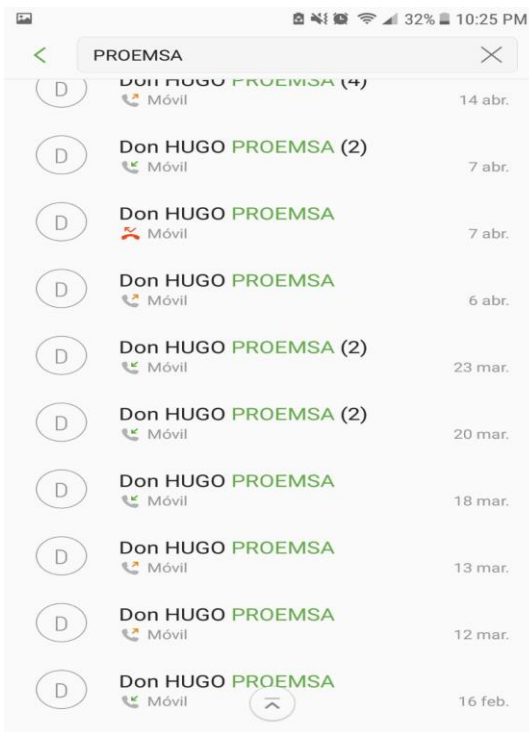 32% 10:25 PM
PROEMSA
D Don HUGO PROEMSA (4)
Móvil 14 abr.
D Don HUGO PROEMSA (2)
Móvil 7 abr.
D Don HUGO PROEMSA
Móvil 7 abr.
D Don HUGO PROEMSA
Móvil 6 abr.
D Don HUGO PROEMSA (2)
Móvil 23 mar.
D Don HUGO PROEMSA (2)
Móvil 20 mar.
D Don HUGO PROEMSA
Móvil 18 mar.
D Don HUGO PROEMSA
Móvil 13 mar.
D Don HUGO PROEMSA
Móvil 12 mar.
D Don HUGO PROEMSA
Móvil 16 feb.